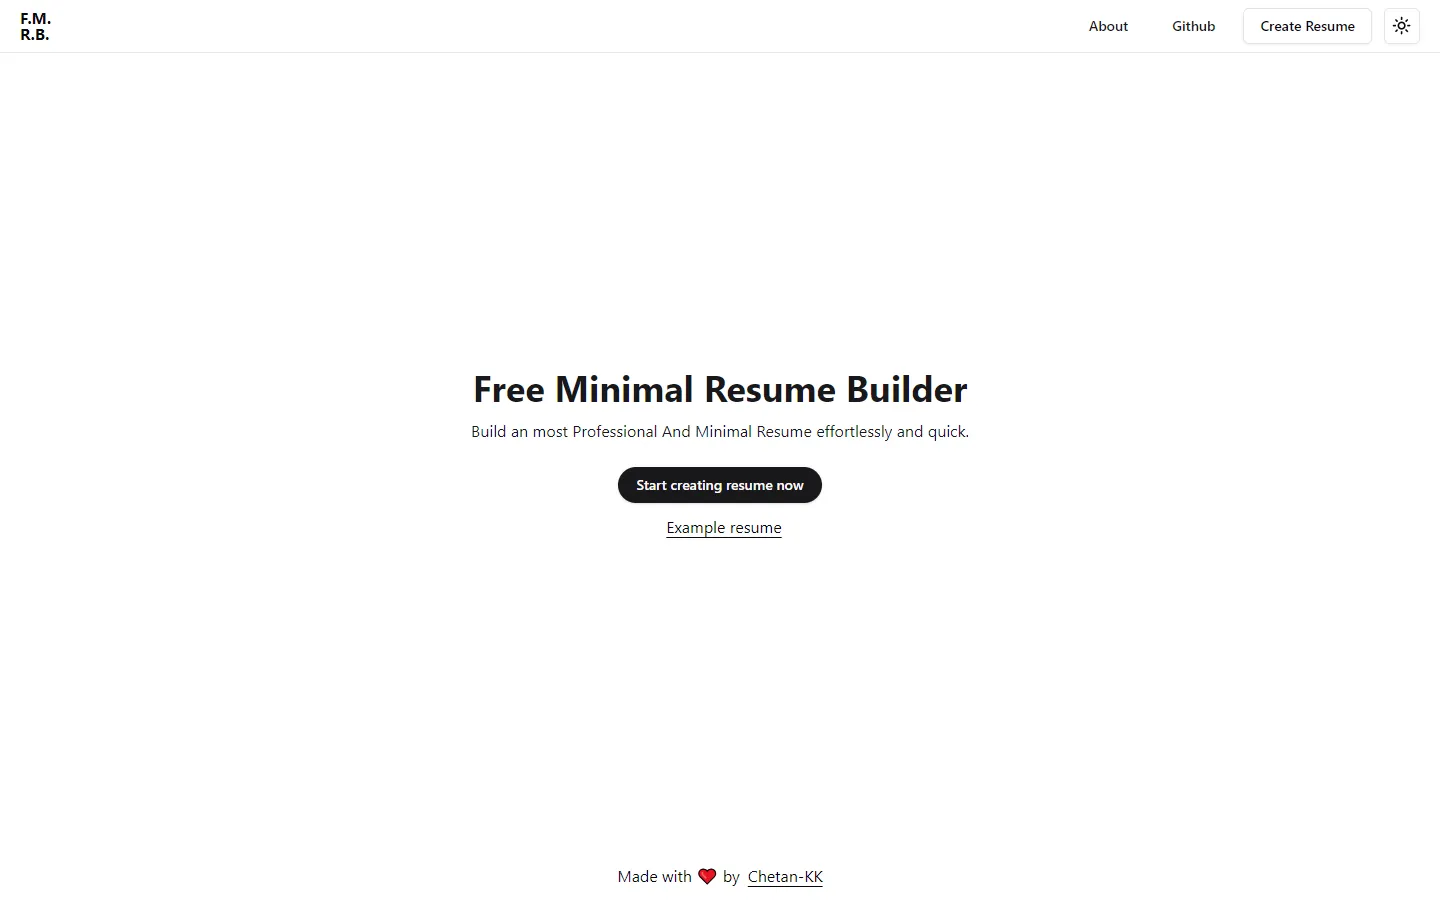 F.M.
R.B.
About
Github
Create Resume
Free Minimal Resume Builder
Build an most Professional And Minimal Resume effortlessly and quick.
Start creating resume now
Example resume
Made with ❤️ by Chetan-KK